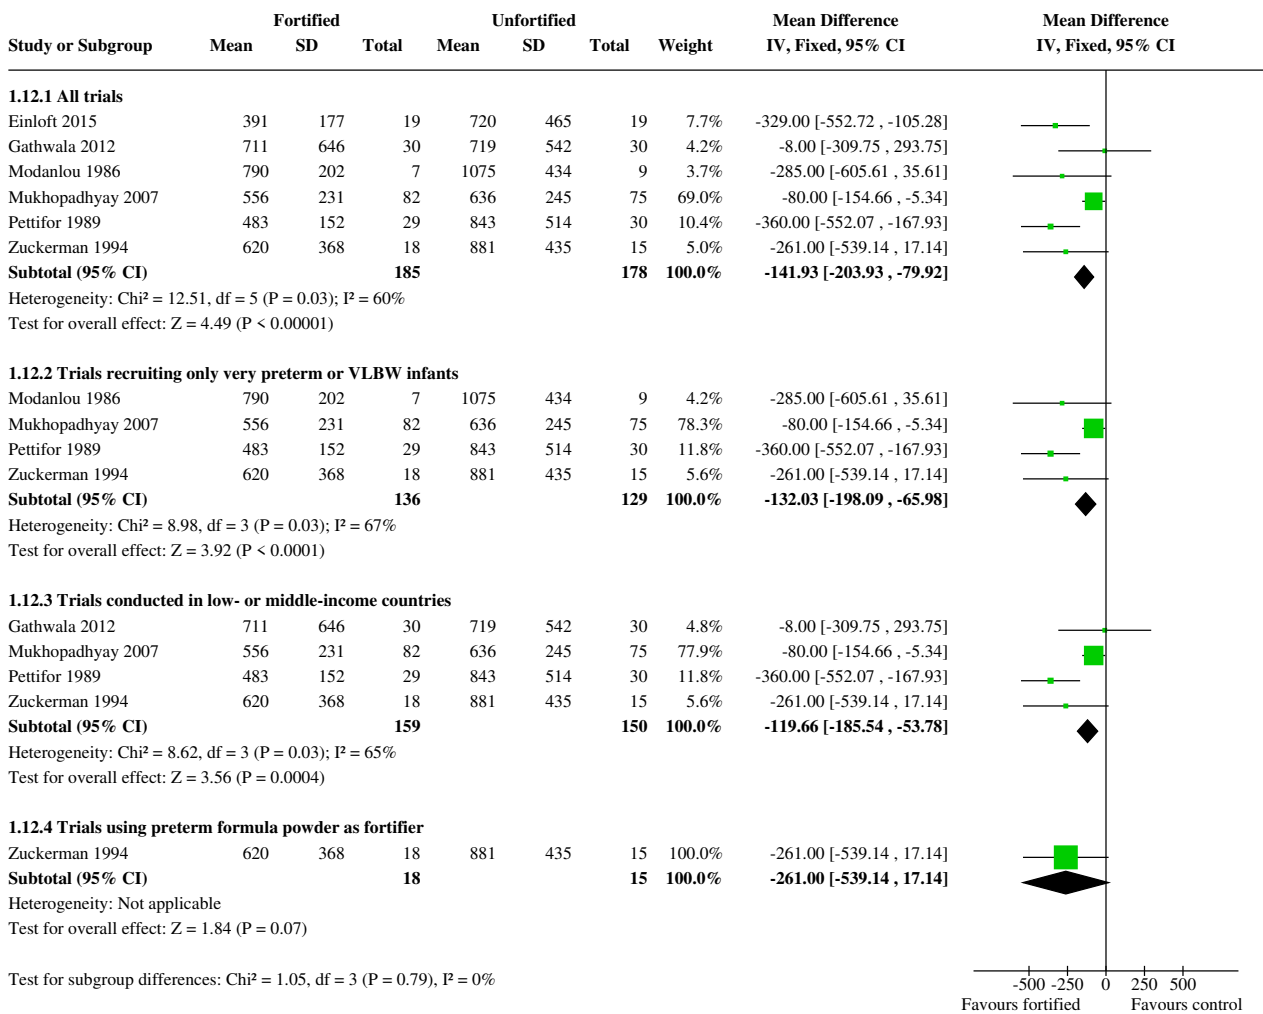 Fortified Unfortified Mean Difference Mean Difference
Study or Subgroup Mean SD Total Mean SD Total Weight IV, Fixed, 95% CI IV, Fixed, 95% CI
1.12.1 All trials
Einloft 2015 391 177 19 720 465 19 7.7% -329.00 [-552.72 , -105.28]
Gathwala 2012 711 646 30 719 542 30 4.2% -8.00 [-309.75 , 293.75]
Modanlou 1986 790 202 7 1075 434 9 3.7% -285.00 [-605.61 , 35.61]
Mukhopadhyay 2007 556 231 82 636 245 75 69.0% -80.00 [-154.66 , -5.34]
Pettifor 1989 483 152 29 843 514 30 10.4% -360.00 [-552.07 , -167.93]
Zuckerman 1994 620 368 18 881 435 15 5.0% -261.00 [-539.14 , 17.14]
Subtotal (95% CI) 185 178 100.0% -141.93 [-203.93 , -79.92]
Heterogeneity: Chi² = 12.51, df = 5 (P = 0.03); I² = 60%
Test for overall effect: Z = 4.49 (P < 0.00001)
1.12.2 Trials recruiting only very preterm or VLBW infants
Modanlou 1986 790 202 7 1075 434 9 4.2% -285.00 [-605.61 , 35.61]
Mukhopadhyay 2007 556 231 82 636 245 75 78.3% -80.00 [-154.66 , -5.34]
Pettifor 1989 483 152 29 843 514 30 11.8% -360.00 [-552.07 , -167.93]
Zuckerman 1994 620 368 18 881 435 15 5.6% -261.00 [-539.14 , 17.14]
Subtotal (95% CI) 136 129 100.0% -132.03 [-198.09 , -65.98]
Heterogeneity: Chi² = 8.98, df = 3 (P = 0.03); I² = 67%
Test for overall effect: Z = 3.92 (P < 0.0001)
1.12.3 Trials conducted in low- or middle-income countries
Gathwala 2012 711 646 30 719 542 30 4.8% -8.00 [-309.75 , 293.75]
Mukhopadhyay 2007 556 231 82 636 245 75 77.9% -80.00 [-154.66 , -5.34]
Pettifor 1989 483 152 29 843 514 30 11.8% -360.00 [-552.07 , -167.93]
Zuckerman 1994 620 368 18 881 435 15 5.6% -261.00 [-539.14 , 17.14]
Subtotal (95% CI) 159 150 100.0% -119.66 [-185.54 , -53.78]
Heterogeneity: Chi² = 8.62, df = 3 (P = 0.03); I² = 65%
Test for overall effect: Z = 3.56 (P = 0.0004)
1.12.4 Trials using preterm formula powder as fortifier
Zuckerman 1994 620 368 18 881 435 15 100.0% -261.00 [-539.14 , 17.14]
Subtotal (95% CI) 18 15 100.0% -261.00 [-539.14 , 17.14]
Heterogeneity: Not applicable
Test for overall effect: Z = 1.84 (P = 0.07)
Test for subgroup differences: Chi² = 1.05, df = 3 (P = 0.79), I² = 0%
-500 -250 0 250 500
Favours fortified Favours control